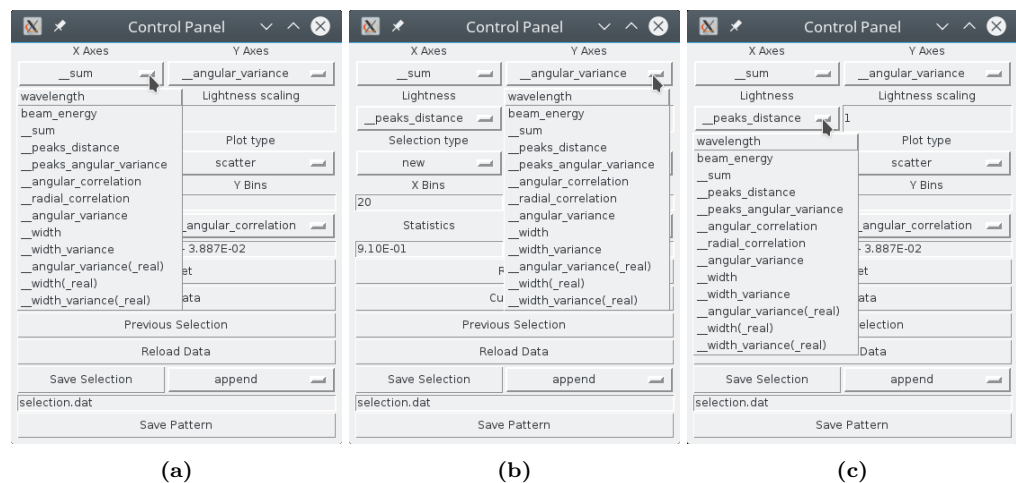 Control Panel
X Axes Y Axes
__sum __angular_variance
wavelength Lightness scaling
beam_energy
__sum
__peaks_distance Plot type
__peaks_angular_variance scatter
__angular_correlation Y Bins
__radial_correlation
__angular_variance _angular_correlation
__width
__width_variance - 3.887E-02
__angular_variance(_real) et
__width(_real)
__width_variance(_real) ata
Previous Selection
Reload Data
Save Selection append
selection.dat
Save Pattern
(a)
Control Panel
X Axes Y Axes
__sum __angular_variance
Lightness wavelength
__peaks_distance beam_energy
__sum
Selection type __peaks_distance
new __peaks_angular_variance
X Bins __angular_correlation
20 __radial_correlation
Statistics __angular_variance
__width
9.10E-01 __width_variance
R __angular_variance(_real)
__width(_real)
Cu __width_variance(_real)
Previous Selection
Reload Data
Save Selection append
selection.dat
Save Pattern
(b)
Control Panel
X Axes Y Axes
__sum __angular_variance
Lightness Lightness scaling
__peaks_distance 1
wavelength Plot type
beam_energy scatter
__sum
__peaks_distance Y Bins
__peaks_angular_variance
__angular_correlation _angular_correlation
__radial_correlation - 3.887E-02
__angular_variance
__width et
__width_variance ata
__angular_variance(_real)
__width(_real) election
__width_variance(_real) Data
Save Selection append
selection.dat
Save Pattern
(c)